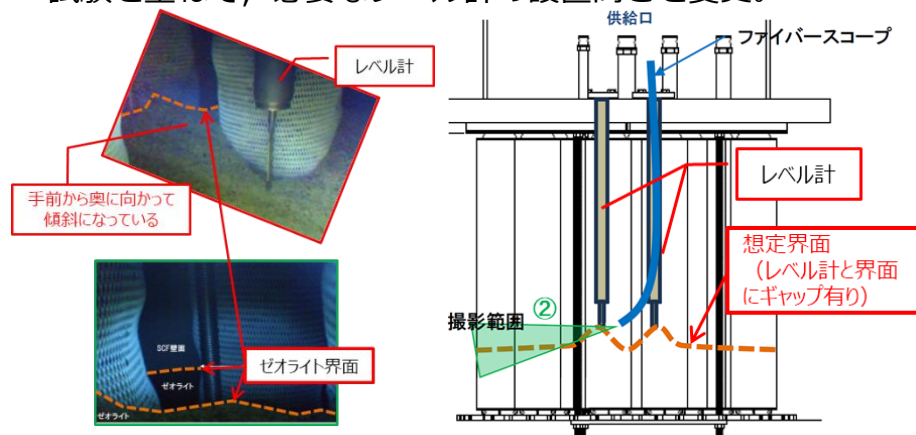 供給口
ファイバースコープ
レベル計
手前から奥に向かって
傾斜になっている
レベル計
想定界面
（レベル計と界面
にギャップ有り）
②
撮影範囲
SCF壁面
ゼオライト界面
ゼオライト
ゼオライト